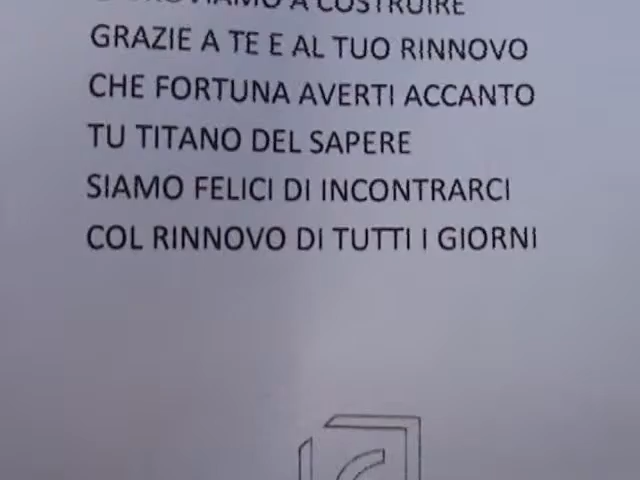 A COSTRUIRE
GRAZIE A TE E AL TUO RINNOVO
CHE FORTUNA AVERTI ACCANTO
TU TITANO DEL SAPERE
SIAMO FELICI DI INCONTRARCI
COL RINNOVO DI TUTTI I GIORNI